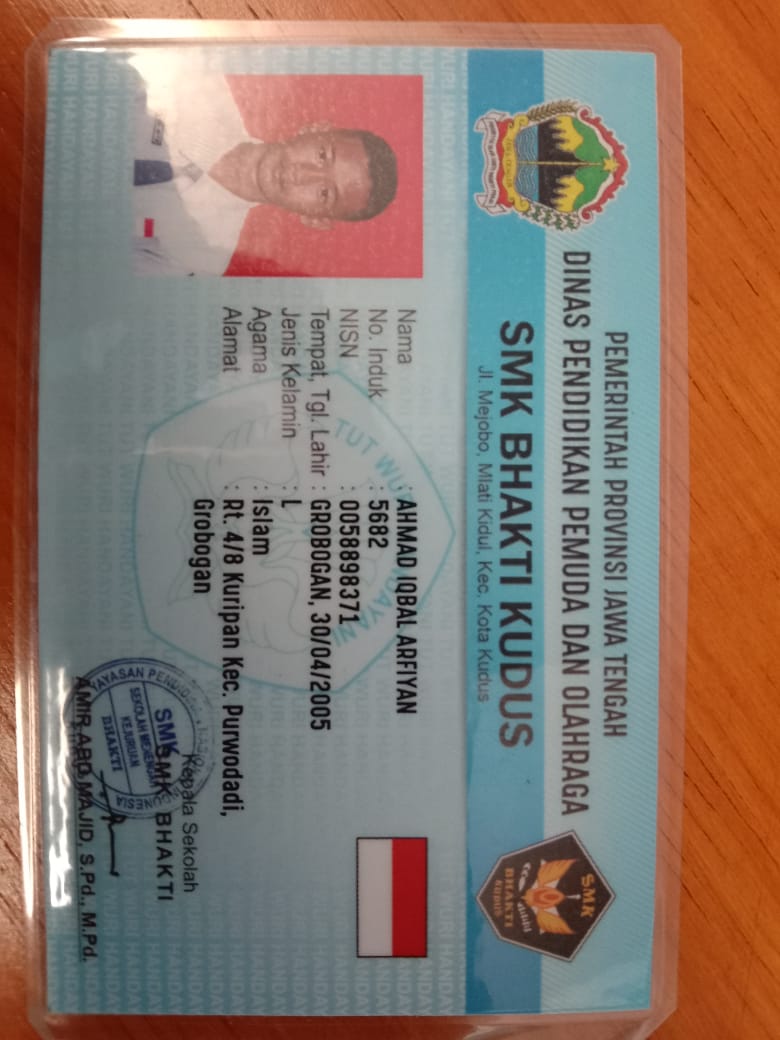 PEMERINTAH PROVINSI JAWA TENGAH
DINAS PENDIDIKAN PEMUDA DAN OLAHRAGA
SMK BHAKTI KUDUS
Jl. Mejobo, Mlati Kidul, Kec. Kota Kudus
SMK
BHAKTI
KUDUS
Nama : AHMAD IQBAL ARFIYAN
No. Induk : 5682
NISN : 0058898371
Tempat, Tgl. Lahir : GROBOGAN, 30/04/2005
Jenis Kelamin : L
Agama : Islam
Alamat : Rt. 4/8 Kuripan Kec. Purwodadi,
Grobogan
Kepala Sekolah
SMK BHAKTI
AMIR ABD MAJID, S.Pd., M.Pd.
YAYASAN
SMK
SEKOLAH MENENGAH
KEJURUAN
BHAKTI
TUT WURI HANDAYANI